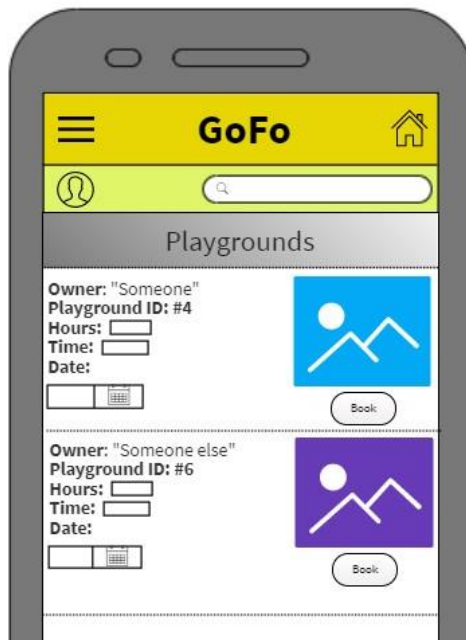 GoFo
Playgrounds
Owner: "Someone"
Playground ID: #4
Hours:
Time:
Date:
Book
Owner: "Someone else"
Playground ID: #6
Hours:
Time:
Date:
Book